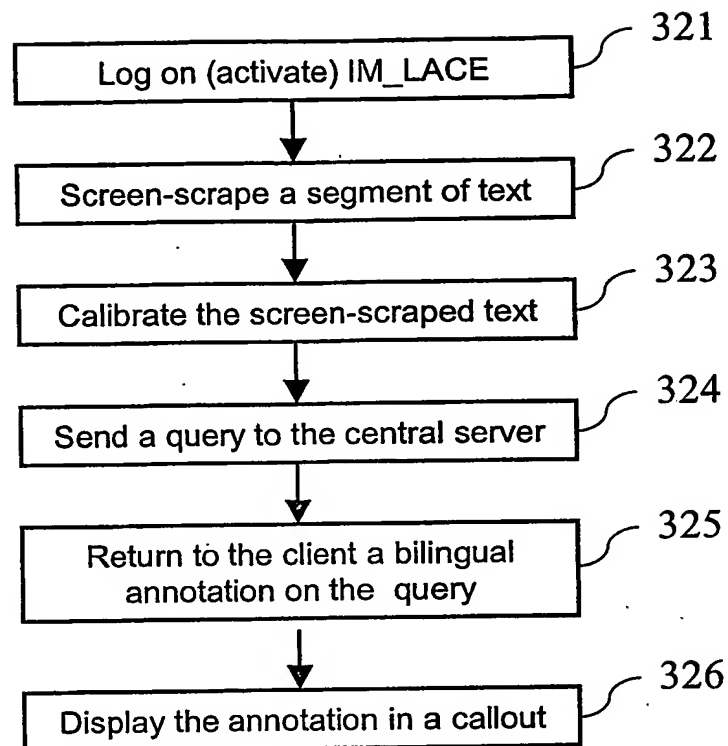 321
Log on (activate) IM_LACE
322
Screen-scrape a segment of text
323
Calibrate the screen-scraped text
324
Send a query to the central server
325
Return to the client a bilingual
annotation on the query
326
Display the annotation in a callout